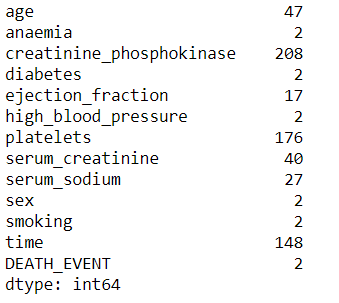 age 47
anaemia 2
creatinine_phosphokinase 208
diabetes 2
ejection_fraction 17
high_blood_pressure 2
platelets 176
serum_creatinine 40
serum_sodium 27
sex 2
smoking 2
time 148
DEATH_EVENT 2
dtype: int64